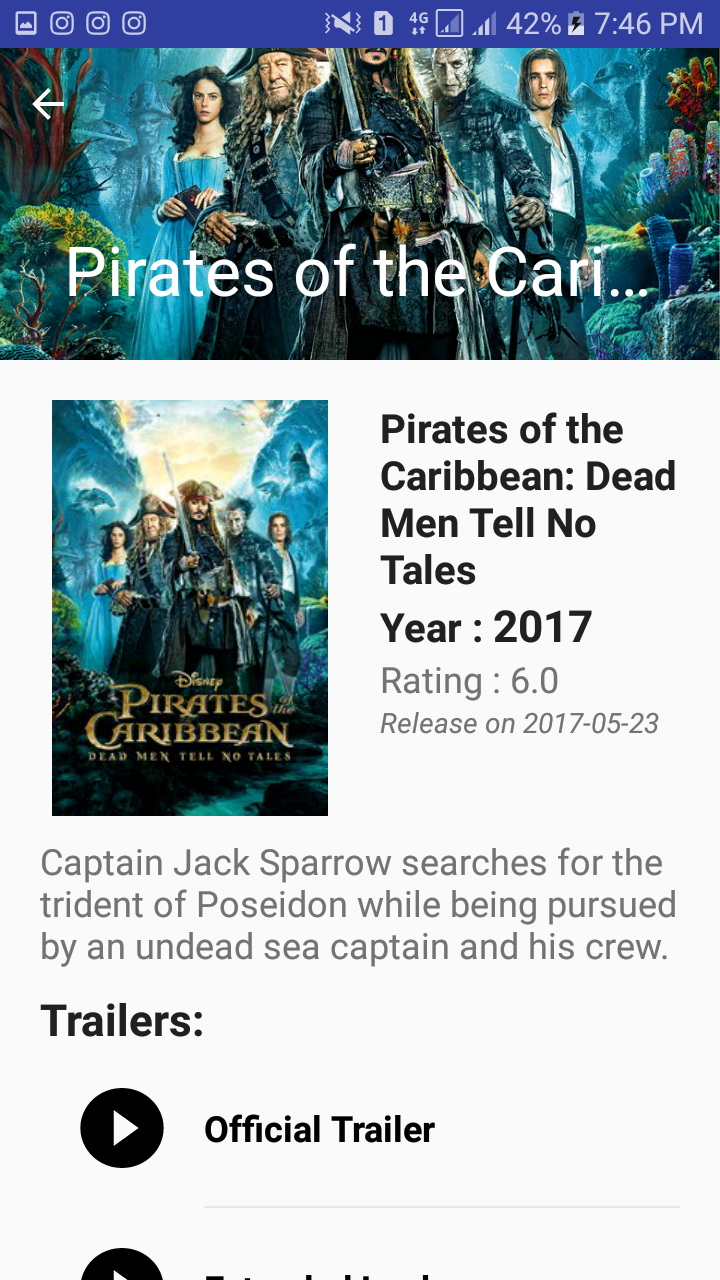 1 4G 42% 7:46 PM
Pirates of the Cari...
Pirates of the
Caribbean: Dead
Men Tell No
Tales
Year : 2017
Rating : 6.0
Release on 2017-05-23
Disney
PIRATES of the
CARIBBEAN
DEAD MEN TELL NO TALES
Captain Jack Sparrow searches for the
trident of Poseidon while being pursued
by an undead sea captain and his crew.
Trailers:
Official Trailer